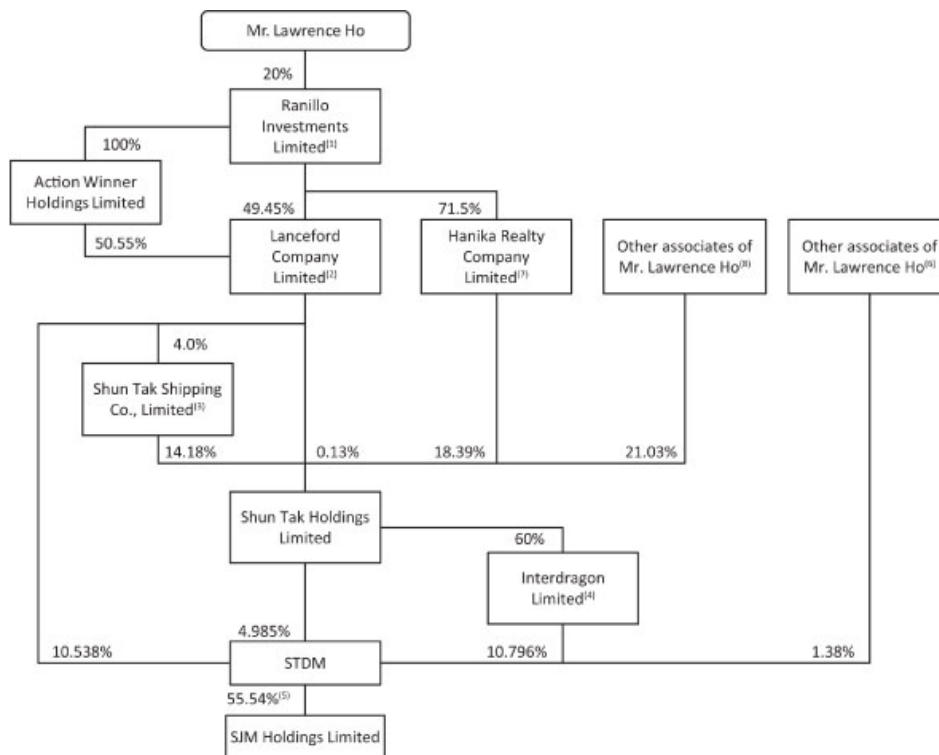 Mr. Lawrence Ho
20%
Ranillo
Investments
Limited(1)
100%
Action Winner
Holdings Limited
49.45%
71.5%
50.55%
Lanceford
Company
Limited(2)
Hanika Realty
Company
Limited(7)
Other associates of
Mr. Lawrence Ho(8)
Other associates of
Mr. Lawrence Ho(6)
4.0%
Shun Tak Shipping
Co., Limited(3)
14.18%
0.13%
18.39%
21.03%
Shun Tak Holdings
Limited
60%
Interdragon
Limited(4)
4.985%
10.538%
STDM
10.796%
1.38%
55.54%(5)
SJM Holdings Limited